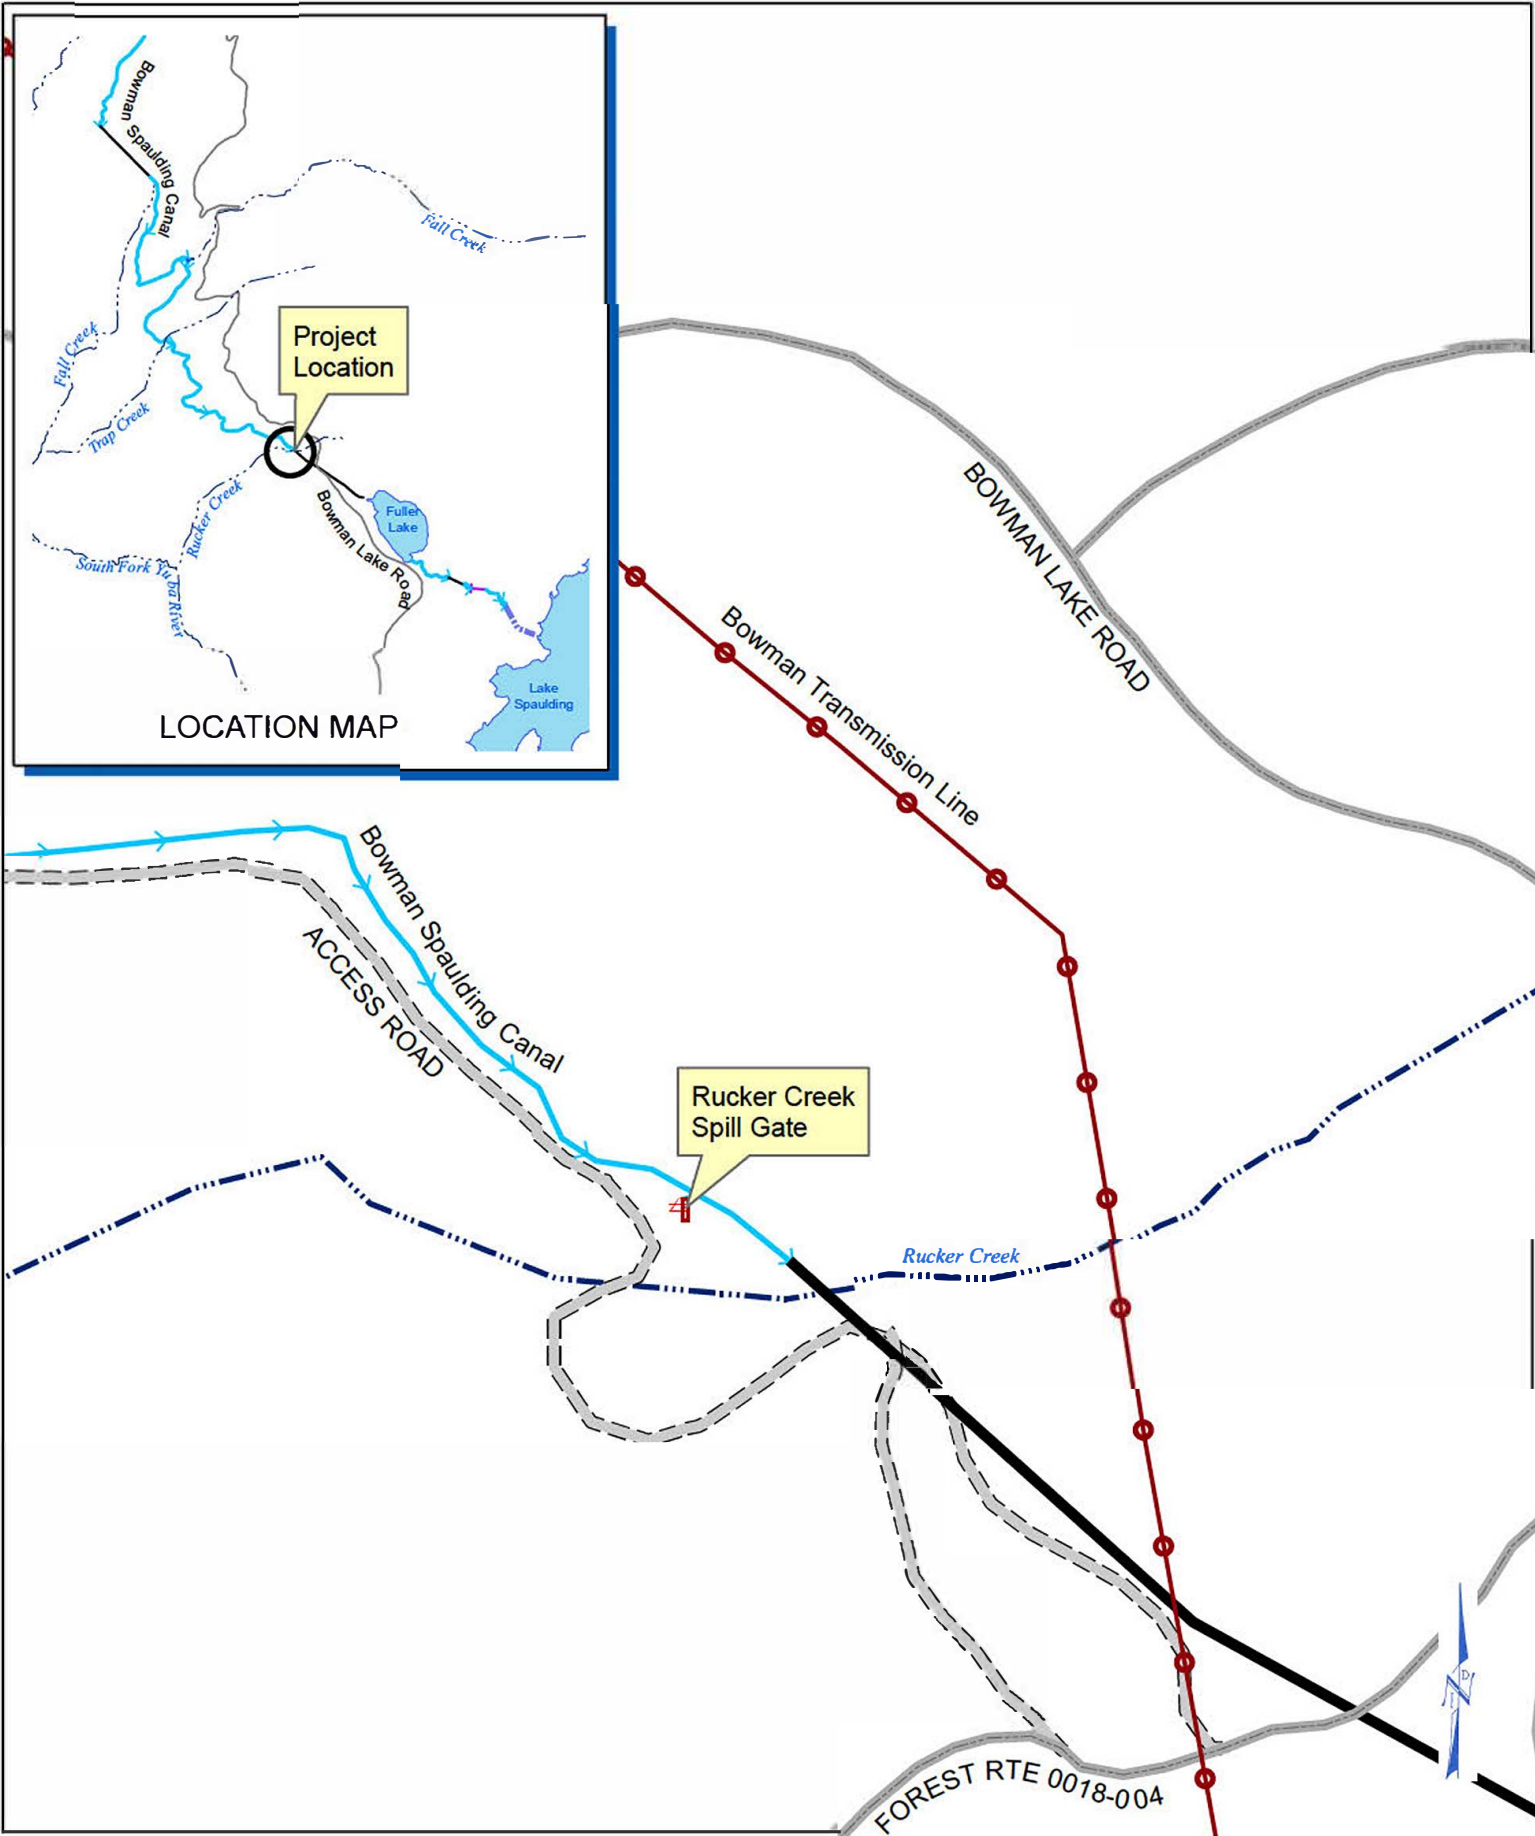 Bowman
Spaulding Canal
Fall Creek
Project
Location
Fall Creek
Trap Creek
Rucker Creek
Fuller
Lake
Bowman Lake Road
South Fork Yuba River
Lake
Spaulding
LOCATION MAP
BOWMAN LAKE ROAD
Bowman Transmission Line
Bowman Spaulding Canal
ACCESS ROAD
Rucker Creek
Spill Gate
Rucker Creek
NID
FOREST RTE 0018-004